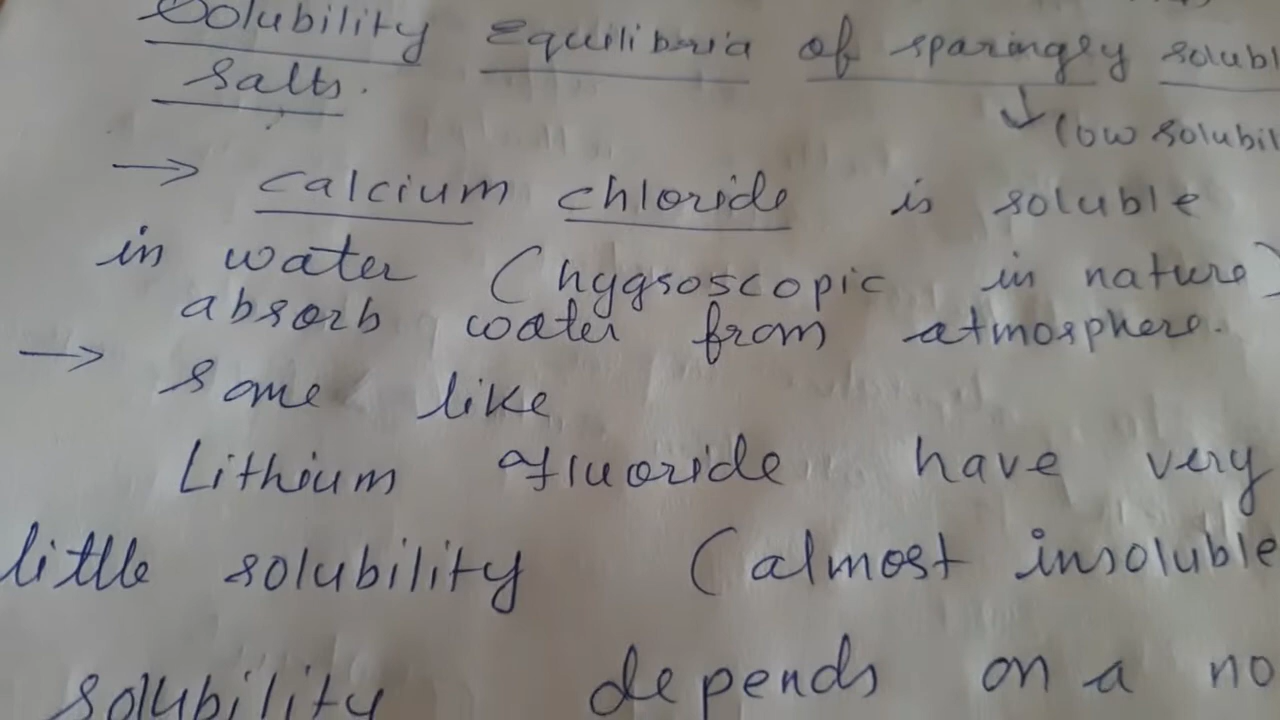 Solubility Equilibria of sparingly solubl
salts.
↓ low solubil
→ calcium chloride is soluble
in water (hygsoscopic in nature)
absorb water from atmosphere.
→ some like
Lithium fluoride have very
little solubility (almost insoluble
solubility depends on a no